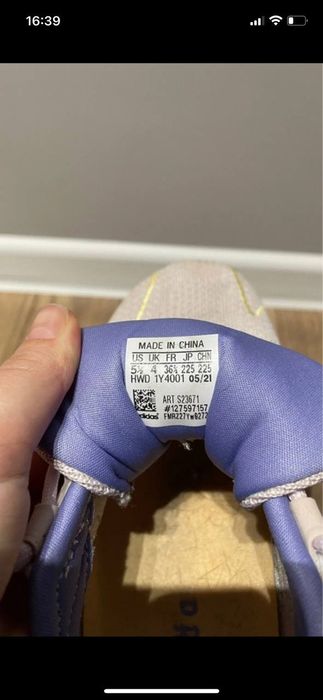 16:39
MADE IN CHINA
US UK FR JP CHN
5½ 4 36⅔ 225 225
HWD 1Y4001 05/21
ART S23671
#127597157
adidas FMRZ27Yw927Z